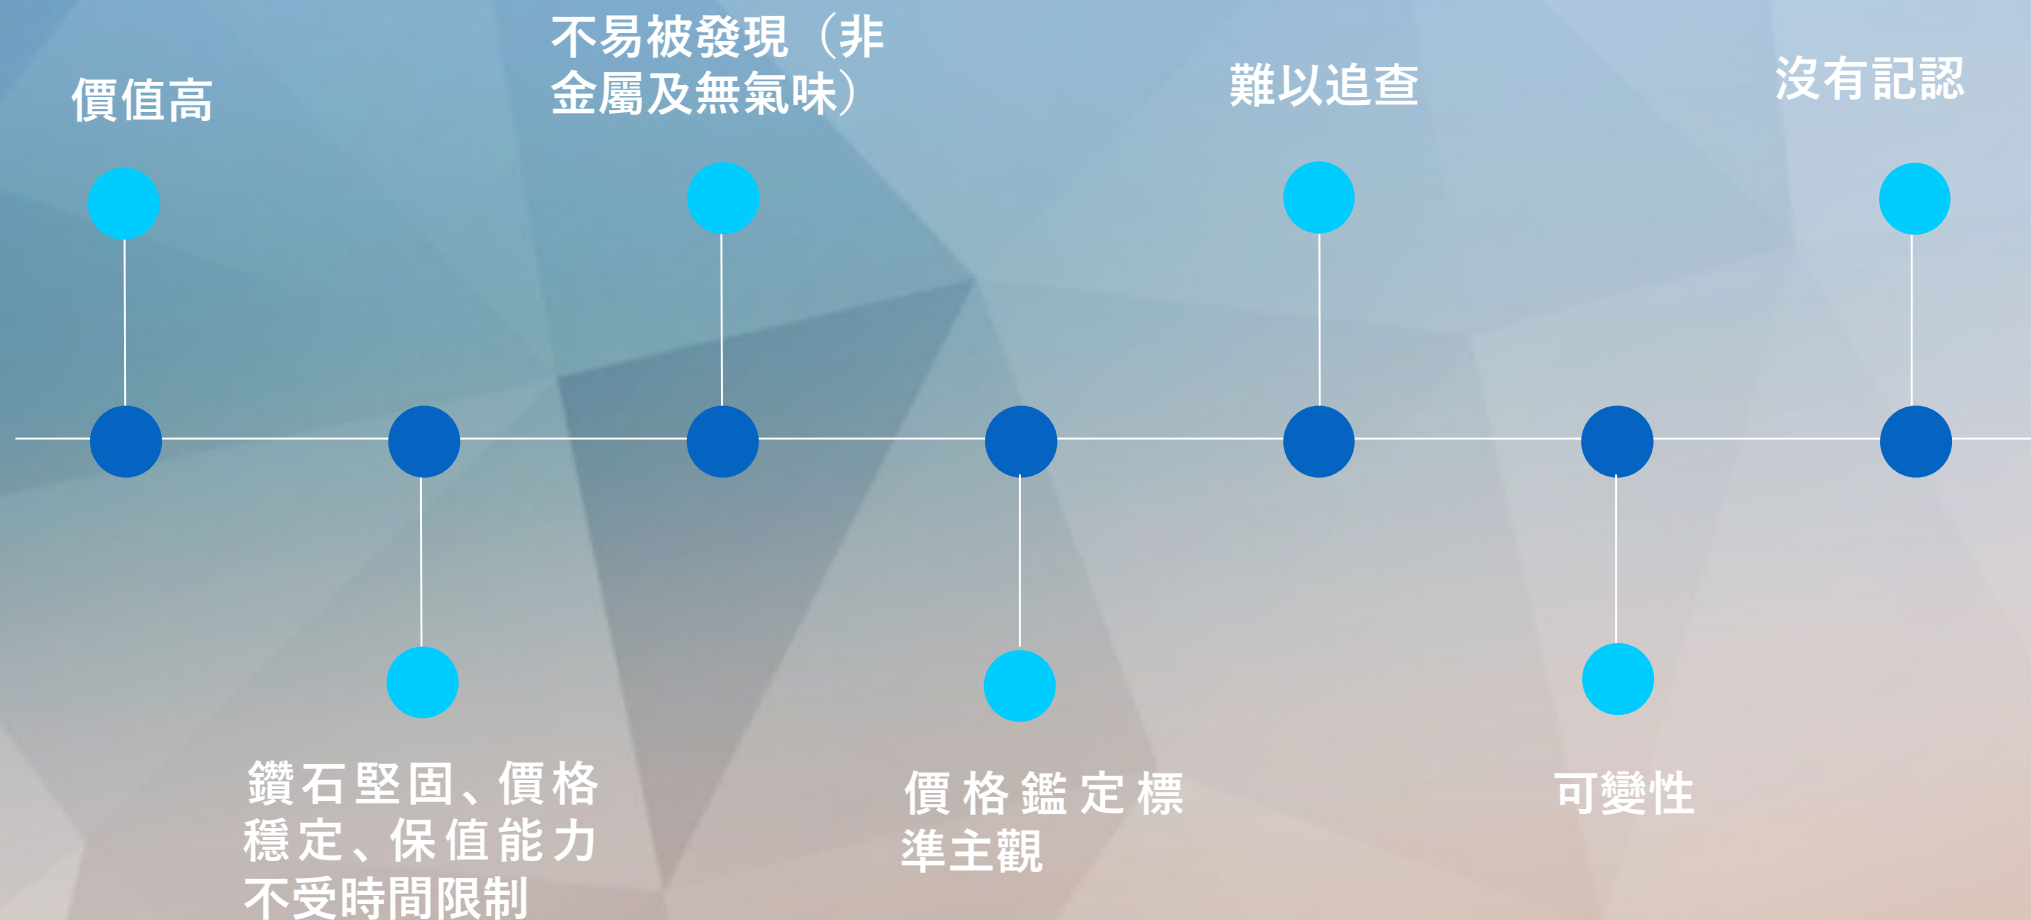 價值高
鑽石堅固、價格
穩定、保值能力
不受時間限制
不易被發現（非
金屬及無氣味）
價格鑑定標
準主觀
難以追查
可變性
沒有記認